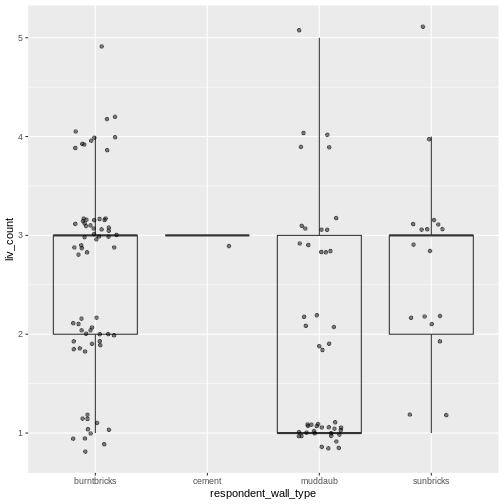 5
4
3
2
1
liv_count
burntbricks cement muddaub sunbricks
respondent_wall_type